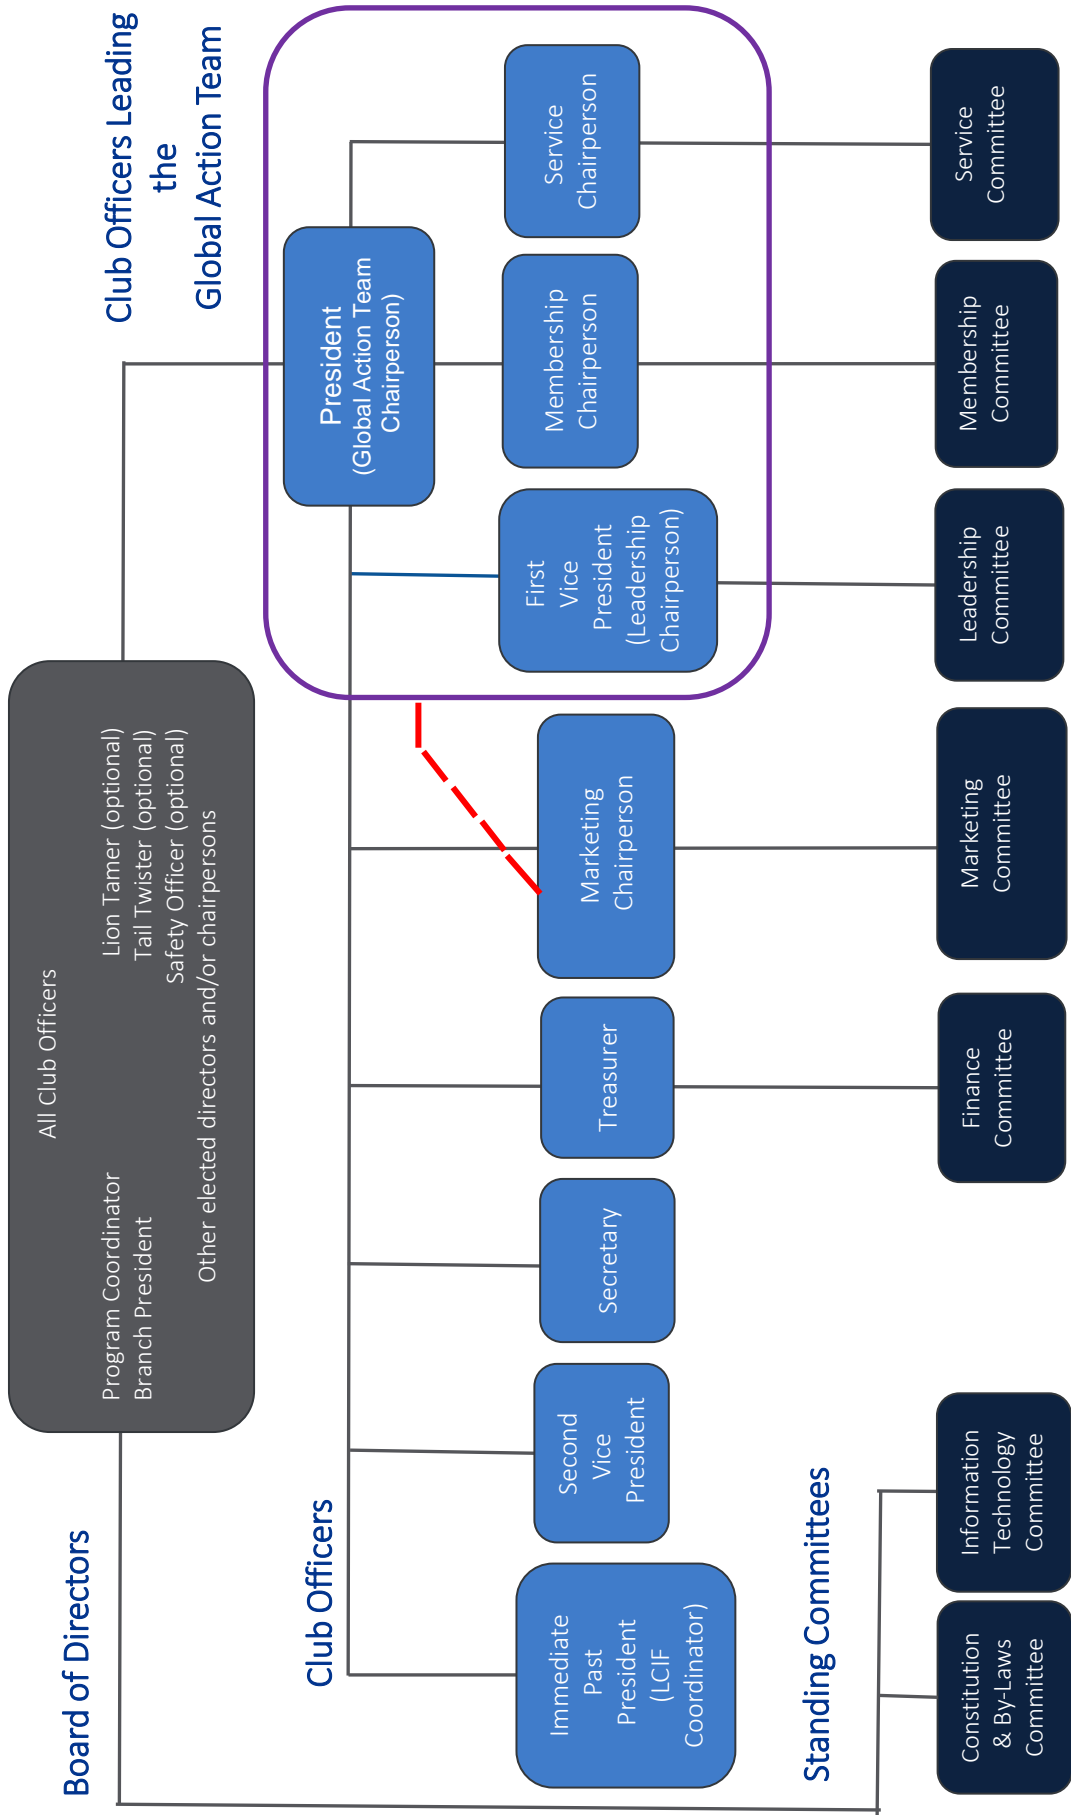 Board of Directors
All Club Officers
Program Coordinator
Branch President
Lion Tamer (optional)
Tail Twister (optional)
Safety Officer (optional)
Other elected directors and/or chairpersons
Club Officers Leading
the
Global Action Team
Club Officers
President
(Global Action Team
Chairperson)
Immediate
Past
President
(LCIF
Coordinator)
Second
Vice
President
Secretary
Treasurer
Marketing
Chairperson
First
Vice
President
(Leadership
Chairperson)
Membership
Chairperson
Service
Chairperson
Standing Committees
Constitution
& By-Laws
Committee
Information
Technology
Committee
Finance
Committee
Marketing
Committee
Leadership
Committee
Membership
Committee
Service
Committee